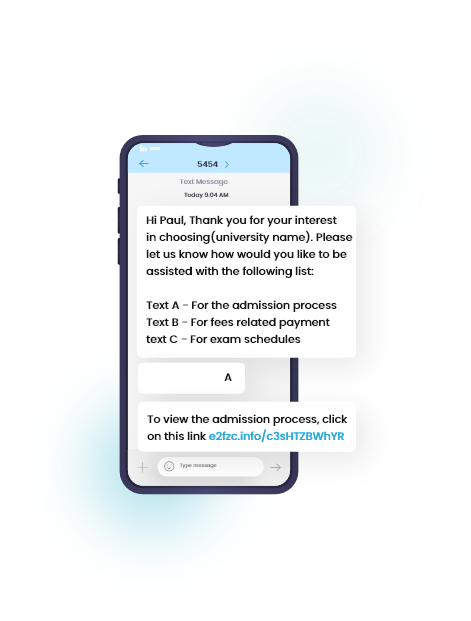 5454
Text Message
Today 9.04 AM
Hi Paul, Thank you for your interest
in choosing(university name). Please
let us know how would you like to be
assisted with the following list:
Text A - For the admission process
Text B - For fees related payment
text C - For exam schedules
A
To view the admission process, click
on this link e2fzc.info/c3sHTZBWhYR
Type message